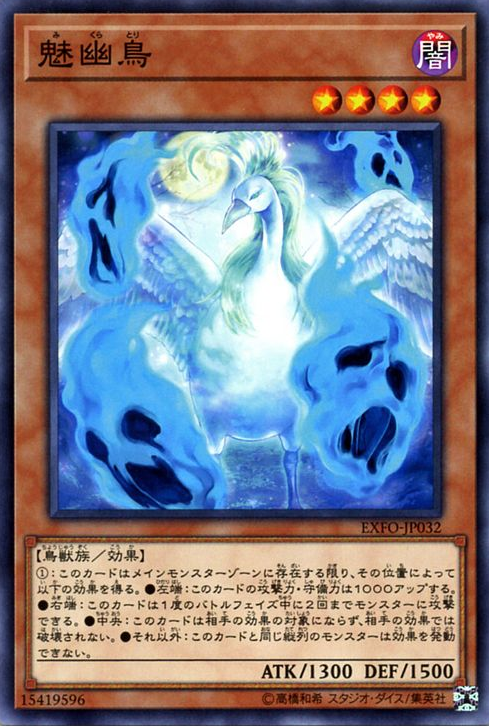 魅幽鳥
みくらとり
闇
やみ
EXFO-JP032
【鳥獣族／効果】
①：このカードはメインモンスターゾーンに存在する限り、その位置によって
以下の効果を得る。●左端：このカードの攻撃力・守備力は1000アップする。
●右端：このカードは1度のバトルフェイズ中に2回までモンスターに攻撃
できる。●中央：このカードは相手の効果の対象にならず、相手の効果では
破壊されない。●それ以外：このカードと同じ縦列のモンスターは効果を発動
できない。
ATK/1300 DEF/1500
15419596
©高橋和希 スタジオ・ダイス/集英社